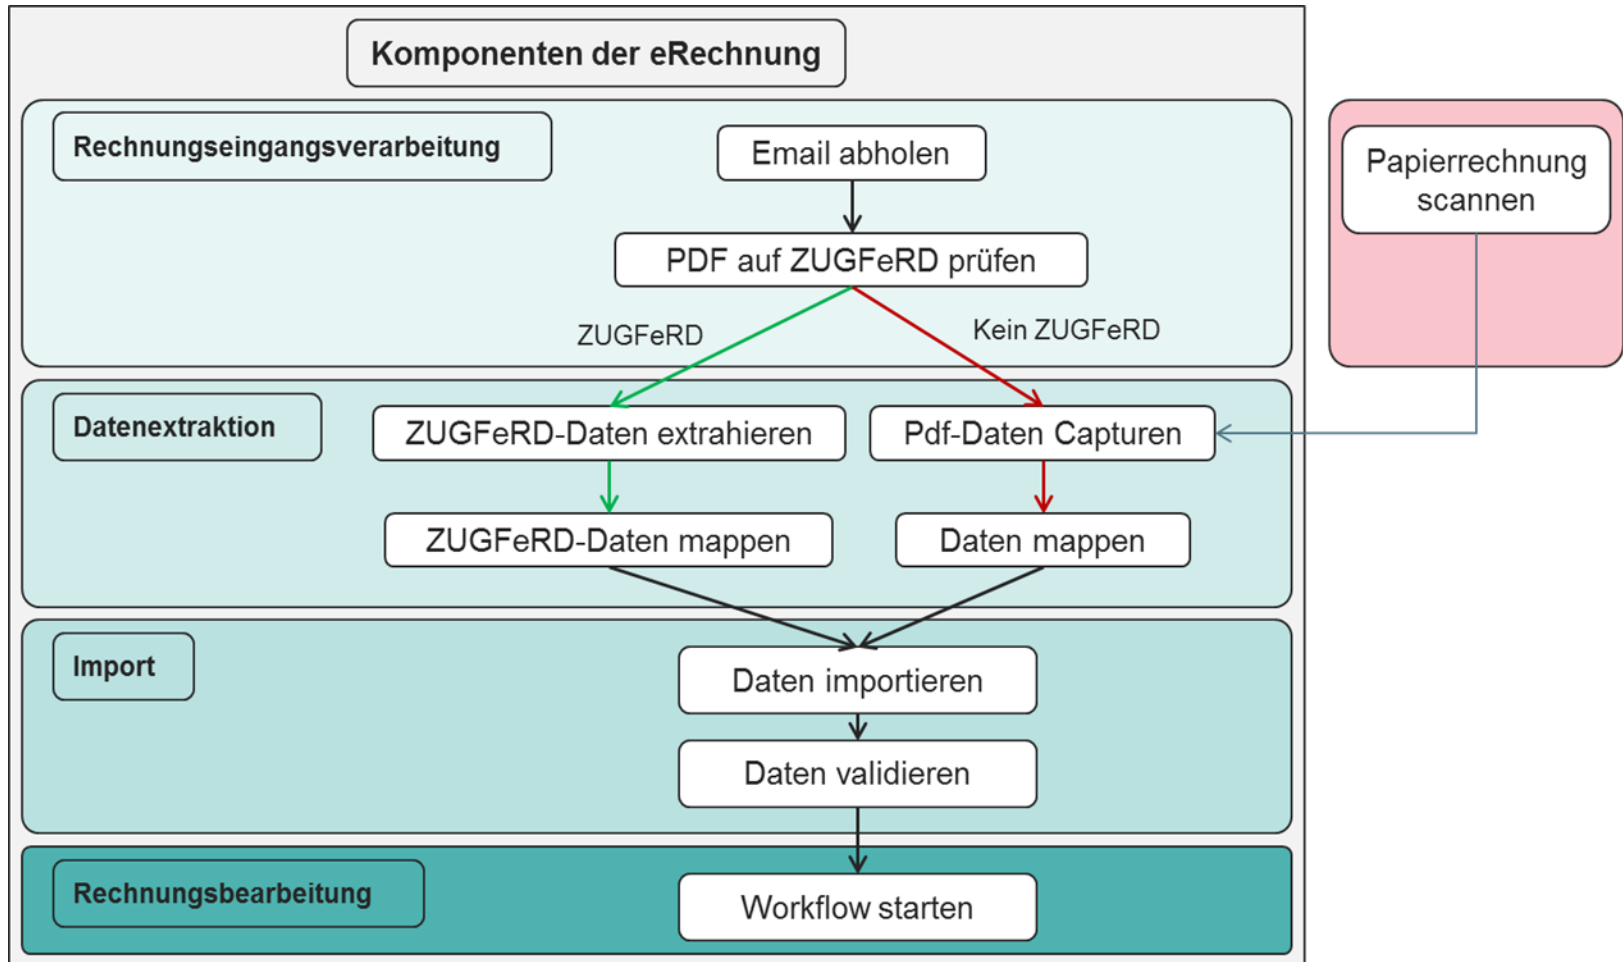 Komponenten der eRechnung
Rechnungseingangsverarbeitung
Email abholen
Papierrechnung
scannen
PDF auf ZUGFeRD prüfen
ZUGFeRD
Kein ZUGFeRD
Datenextraktion
ZUGFeRD-Daten extrahieren
Pdf-Daten Capturen
ZUGFeRD-Daten mappen
Daten mappen
Import
Daten importieren
Daten validieren
Rechnungsbearbeitung
Workflow starten